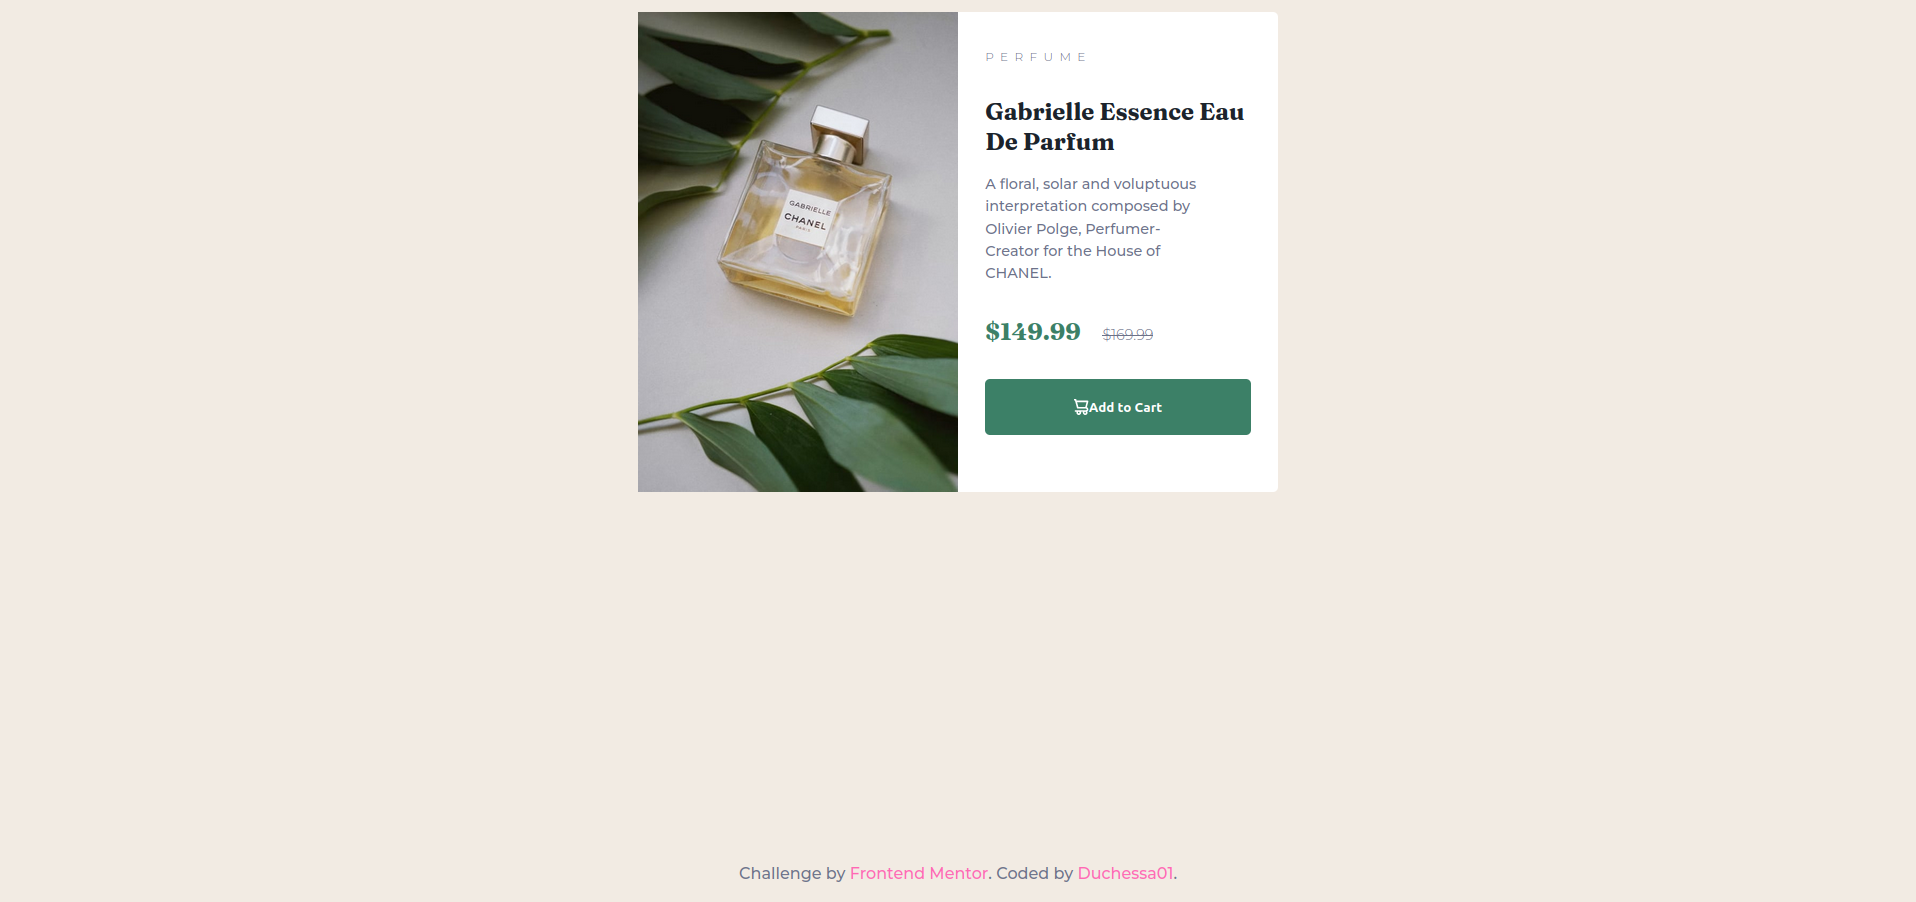 GABRIELLE
CHANEL
PARIS
PERFUME
Gabrielle Essence Eau
De Parfum
A floral, solar and voluptuous
interpretation composed by
Olivier Polge, Perfumer-
Creator for the House of
CHANEL.
$149.99 $169.99
Add to Cart
Challenge by Frontend Mentor. Coded by Duchessa01.